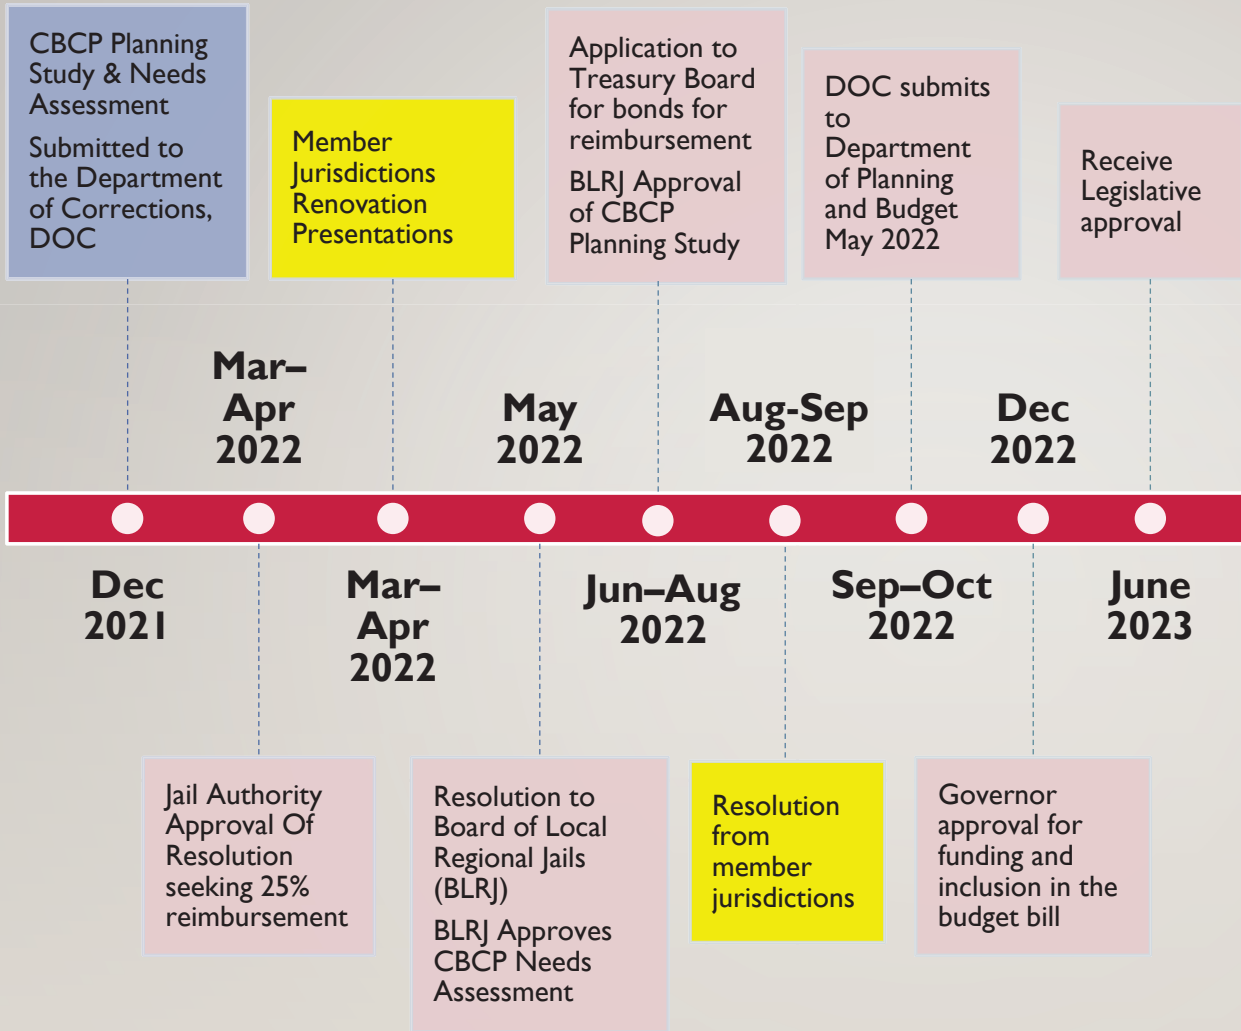 CBCP Planning
Study & Needs
Assessment
Submitted to
the Department
of Corrections,
DOC
Member
Jurisdictions
Renovation
Presentations
Application to
Treasury Board
for bonds for
reimbursement
BLRJ Approval
of CBCP
Planning Study
DOC submits
to
Department
of Planning
and Budget
May 2022
Receive
Legislative
approval
Mar–
Apr
2022
May
2022
Aug-Sep
2022
Dec
2022
Dec
2021
Mar–
Apr
2022
Jun–Aug
2022
Sep–Oct
2022
June
2023
Jail Authority
Approval Of
Resolution
seeking 25%
reimbursement
Resolution to
Board of Local
Regional Jails
(BLRJ)
BLRJ Approves
CBCP Needs
Assessment
Resolution
from
member
jurisdictions
Governor
approval for
funding and
inclusion in the
budget bill